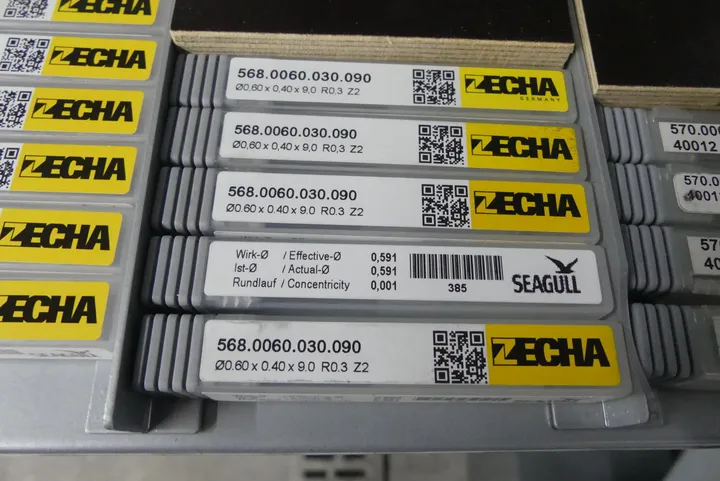 ZECHA
ZECHA
ZECHA
ZECHA
ZECHA
ZECHA
568.0060.030.090
Ø0,60 x 0,40 x 9,0 R0,3 Z2
ZECHA
GERMANY
568.0060.030.090
Ø0,60 x 0,40 x 9,0 R0,3 Z2
ZECHA
568.0060.030.090
Ø0.60 x 0.40 x 9.0 R0.3 Z2
ZECHA
Wirk-Ø / Effective-Ø 0,591
Ist-Ø / Actual-Ø 0,591
Rundlauf / Concentricity 0,001
385
SEAGULL
568.0060.030.090
Ø0.60 x 0.40 x 9.0 R0.3 Z2
ZECHA
570.00
40012
570.00
40012
570
40